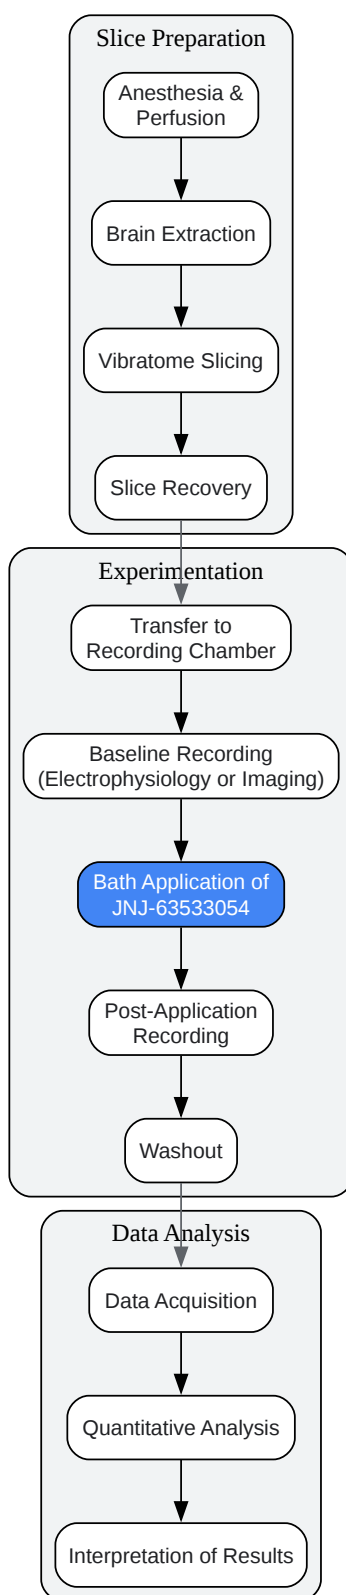 Slice Preparation
Anesthesia &
Perfusion
Brain Extraction
Vibratome Slicing
Slice Recovery
Experimentation
Transfer to
Recording Chamber
Baseline Recording
(Electrophysiology or Imaging)
Bath Application of
JNJ-63533054
Post-Application
Recording
Washout
Data Analysis
Data Acquisition
Quantitative Analysis
Interpretation of Results